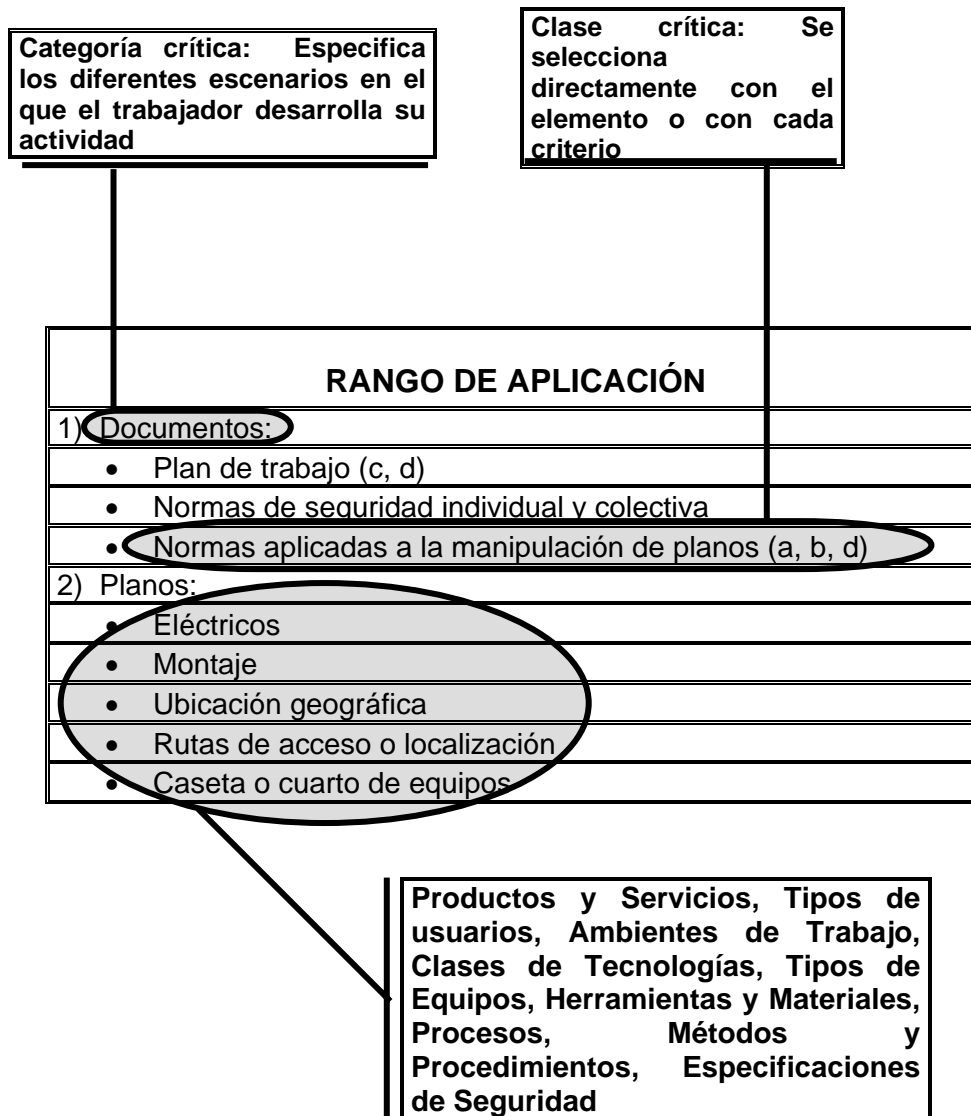 Categoría crítica: Especifica
los diferentes escenarios en el
que el trabajador desarrolla su
actividad
Clase crítica: Se
selecciona
directamente con el
elemento o con cada
criterio
RANGO DE APLICACIÓN
1) Documentos:
• Plan de trabajo (c, d)
• Normas de seguridad individual y colectiva
• Normas aplicadas a la manipulación de planos (a, b, d)
2) Planos:
• Eléctricos
• Montaje
• Ubicación geográfica
• Rutas de acceso o localización
• Caseta o cuarto de equipos
Productos y Servicios, Tipos de
usuarios, Ambientes de Trabajo,
Clases de Tecnologías, Tipos de
Equipos, Herramientas y Materiales,
Procesos, Métodos y
Procedimientos, Especificaciones
de Seguridad